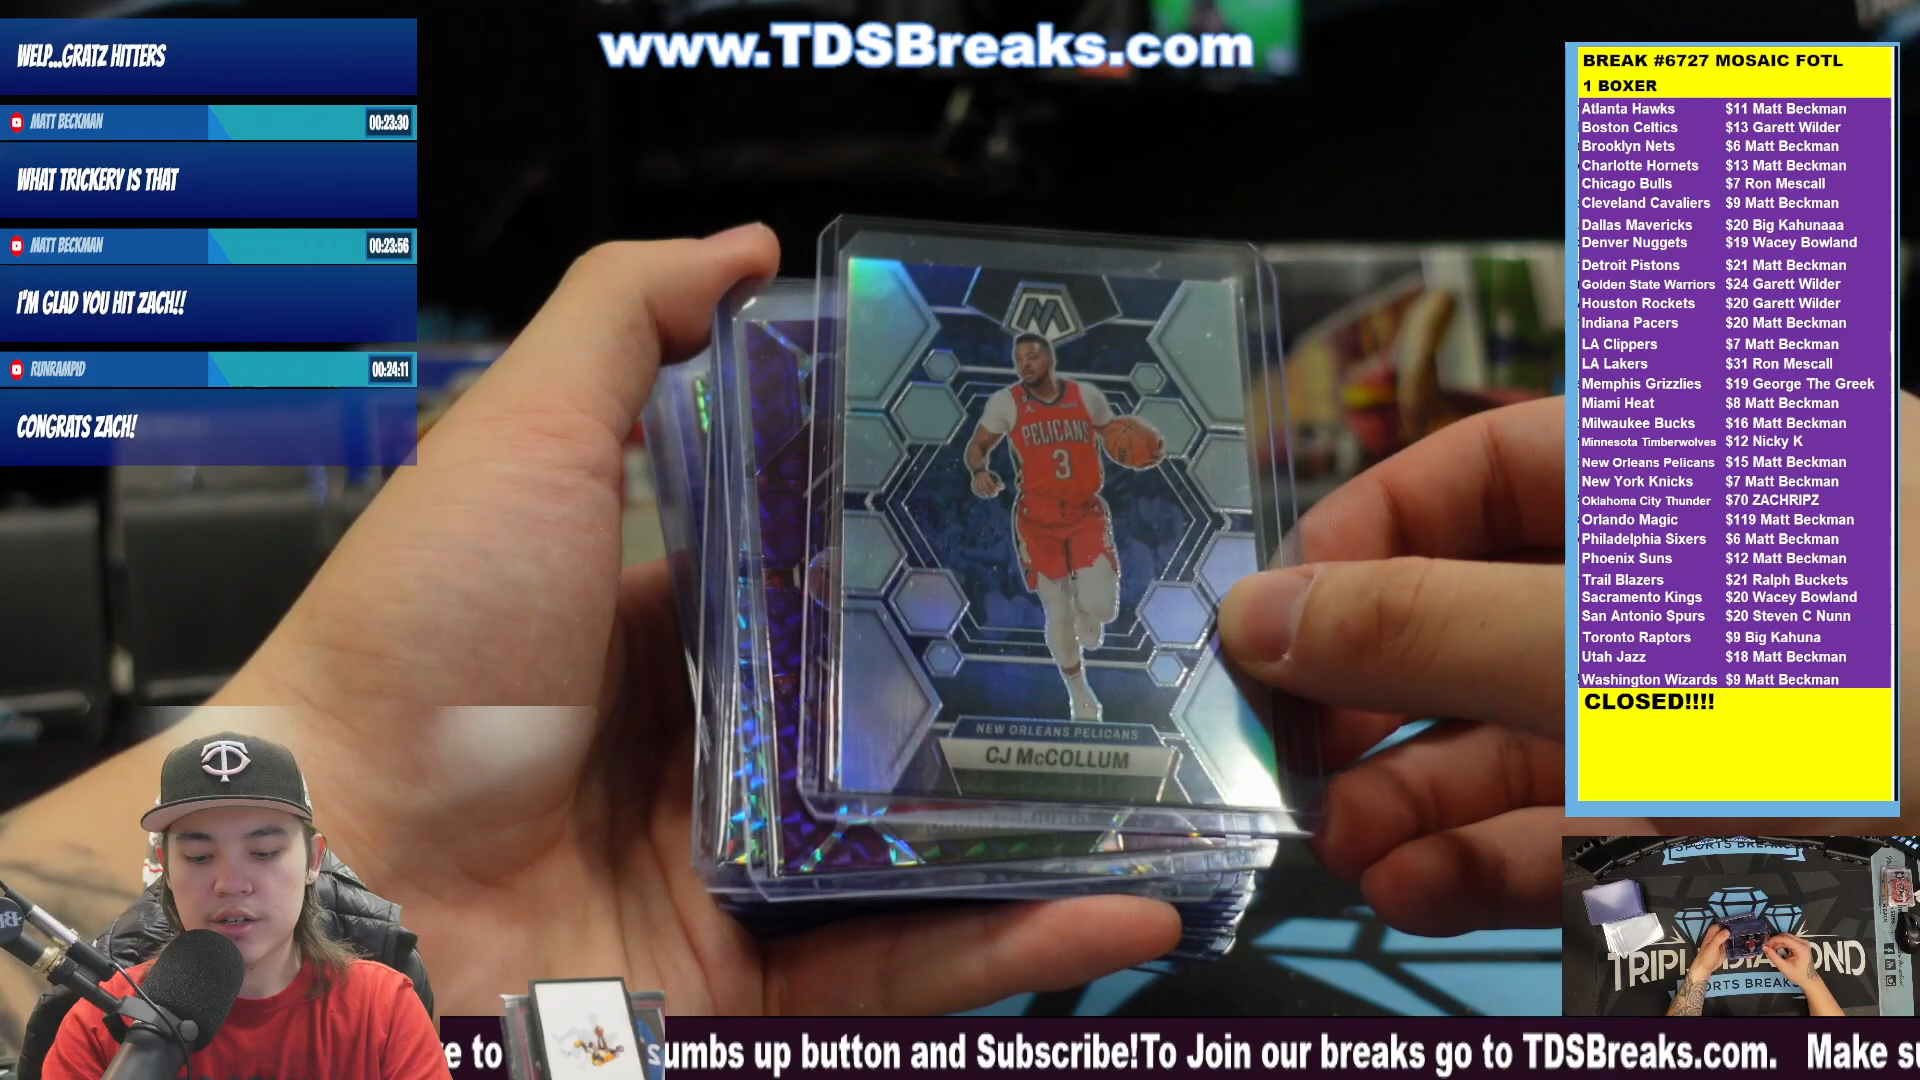 www.TDSBreaks.com
WELP...GRATZ HITTERS
MATT BECKMAN 00:23:30
WHAT TRICKERY IS THAT
MATT BECKMAN 00:23:56
I'M GLAD YOU HIT ZACH!!
RUNRAMPID 00:24:11
CONGRATS ZACH!
BREAK #6727 MOSAIC FOTL
1 BOXER
Atlanta Hawks $11 Matt Beckman
Boston Celtics $13 Garett Wilder
Brooklyn Nets $6 Matt Beckman
Charlotte Hornets $13 Matt Beckman
Chicago Bulls $7 Ron Mescall
Cleveland Cavaliers $9 Matt Beckman
Dallas Mavericks $20 Big Kahunaaa
Denver Nuggets $19 Wacey Bowland
Detroit Pistons $21 Matt Beckman
Golden State Warriors $24 Garett Wilder
Houston Rockets $20 Garett Wilder
Indiana Pacers $20 Matt Beckman
LA Clippers $7 Matt Beckman
LA Lakers $31 Ron Mescall
Memphis Grizzlies $19 George The Greek
Miami Heat $8 Matt Beckman
Milwaukee Bucks $16 Matt Beckman
Minnesota Timberwolves $12 Nicky K
New Orleans Pelicans $15 Matt Beckman
New York Knicks $7 Matt Beckman
Oklahoma City Thunder $70 ZACHRIPZ
Orlando Magic $119 Matt Beckman
Philadelphia Sixers $6 Matt Beckman
Phoenix Suns $12 Matt Beckman
Trail Blazers $21 Ralph Buckets
Sacramento Kings $20 Wacey Bowland
San Antonio Spurs $20 Steven C Nunn
Toronto Raptors $9 Big Kahuna
Utah Jazz $18 Matt Beckman
Washington Wizards $9 Matt Beckman
CLOSED!!!!
PELICANS
3
NEW ORLEANS PELICANS
CJ McCOLLUM
TC
SPORTS BREAKS
TRIPLE DIAMOND
SPORTS BREAKS
e to umbs up button and Subscribe!To Join our breaks go to TDSBreaks.com. Make su